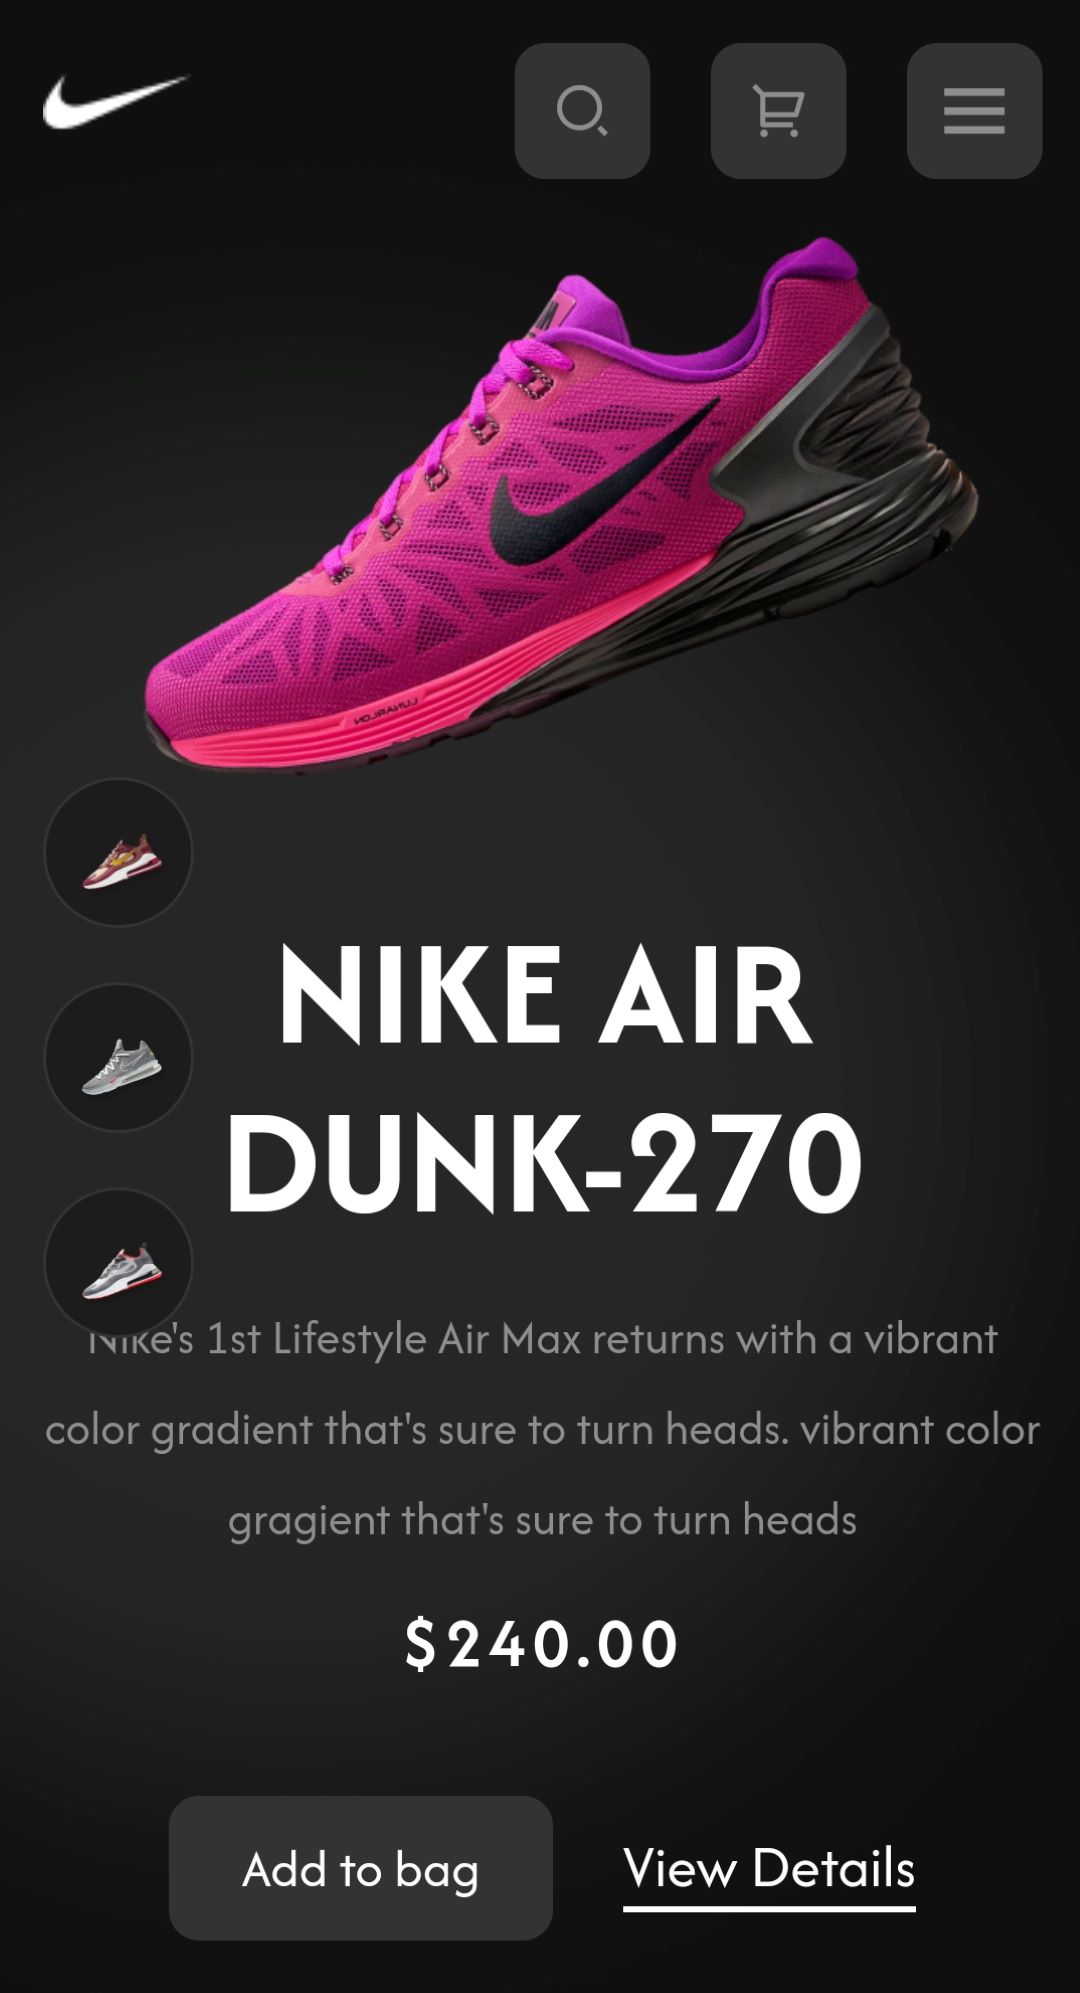 NIKE AIR
DUNK-270
Nike's 1st Lifestyle Air Max returns with a vibrant
color gradient that's sure to turn heads. vibrant color
gragient that's sure to turn heads
$240.00
Add to bag
View Details